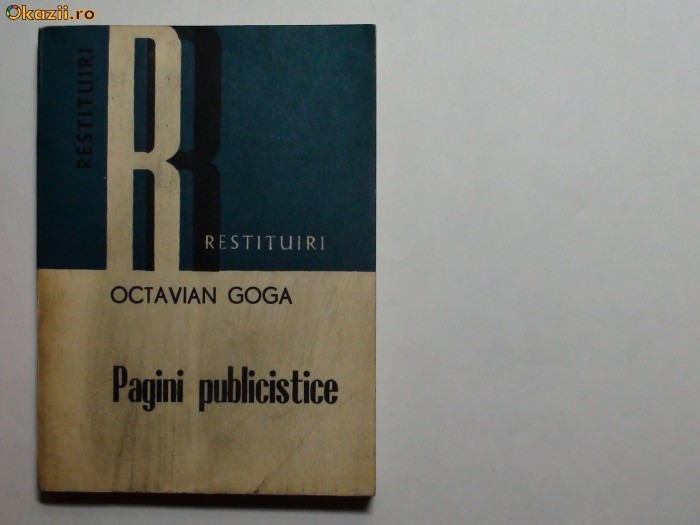 Okazii.ro
RESTITUIRI
R
RESTITUIRI
OCTAVIAN GOGA
Pagini publicistice